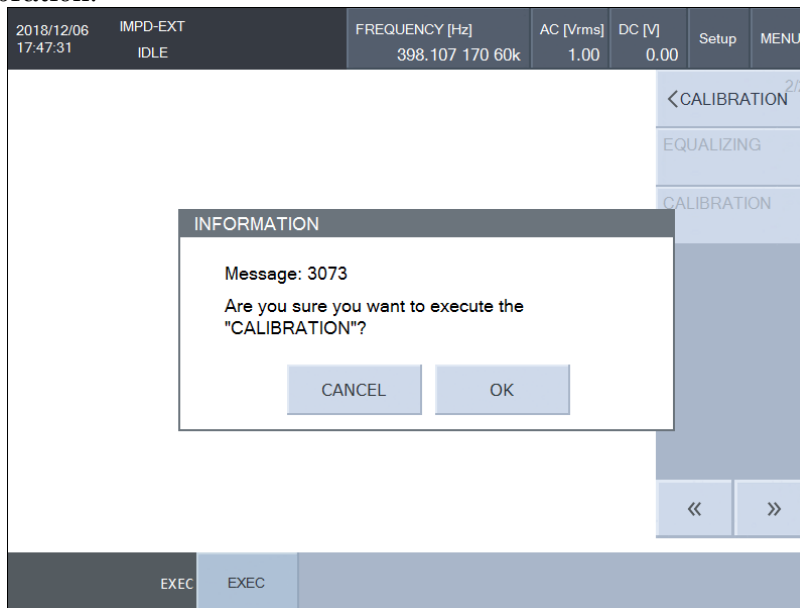 2018/12/06
17:47:31
IMPD-EXT
IDLE
FREQUENCY [Hz]
398.107 170 60k
AC [Vrms]
1.00
DC [V]
0.00
Setup
MENU
CALIBRATION
EQUALIZING
CALIBRATION
INFORMATION
Message: 3073
Are you sure you want to execute the
"CALIBRATION"?
CANCEL
OK
«
»
EXEC
EXEC